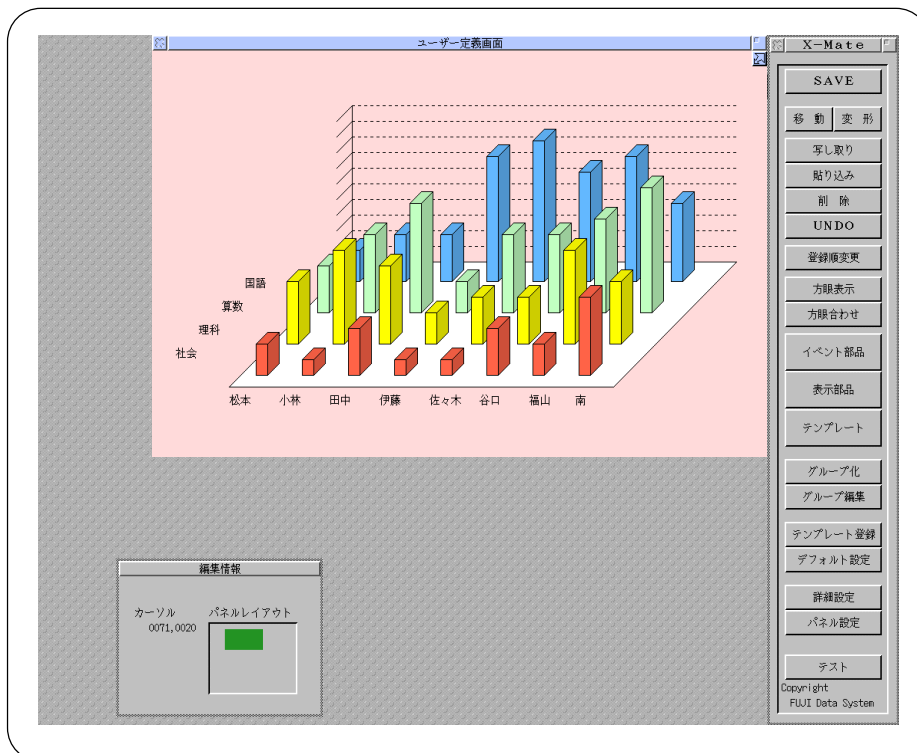 ユーザー定義画面
国語
算数
理科
社会
松本 小林 田中 伊藤 佐々木 谷口 福山 南
編集情報
カーソル パネルレイアウト
0071,0020
X-Mate
SAVE
移 動 変 形
写し取り
貼り込み
削 除
UNDO
登録順変更
方眼表示
方眼合わせ
イベント部品
表示部品
テンプレート
グループ化
グループ編集
テンプレート登録
デフォルト設定
詳細設定
パネル設定
テスト
Copyright
FUJI Data System